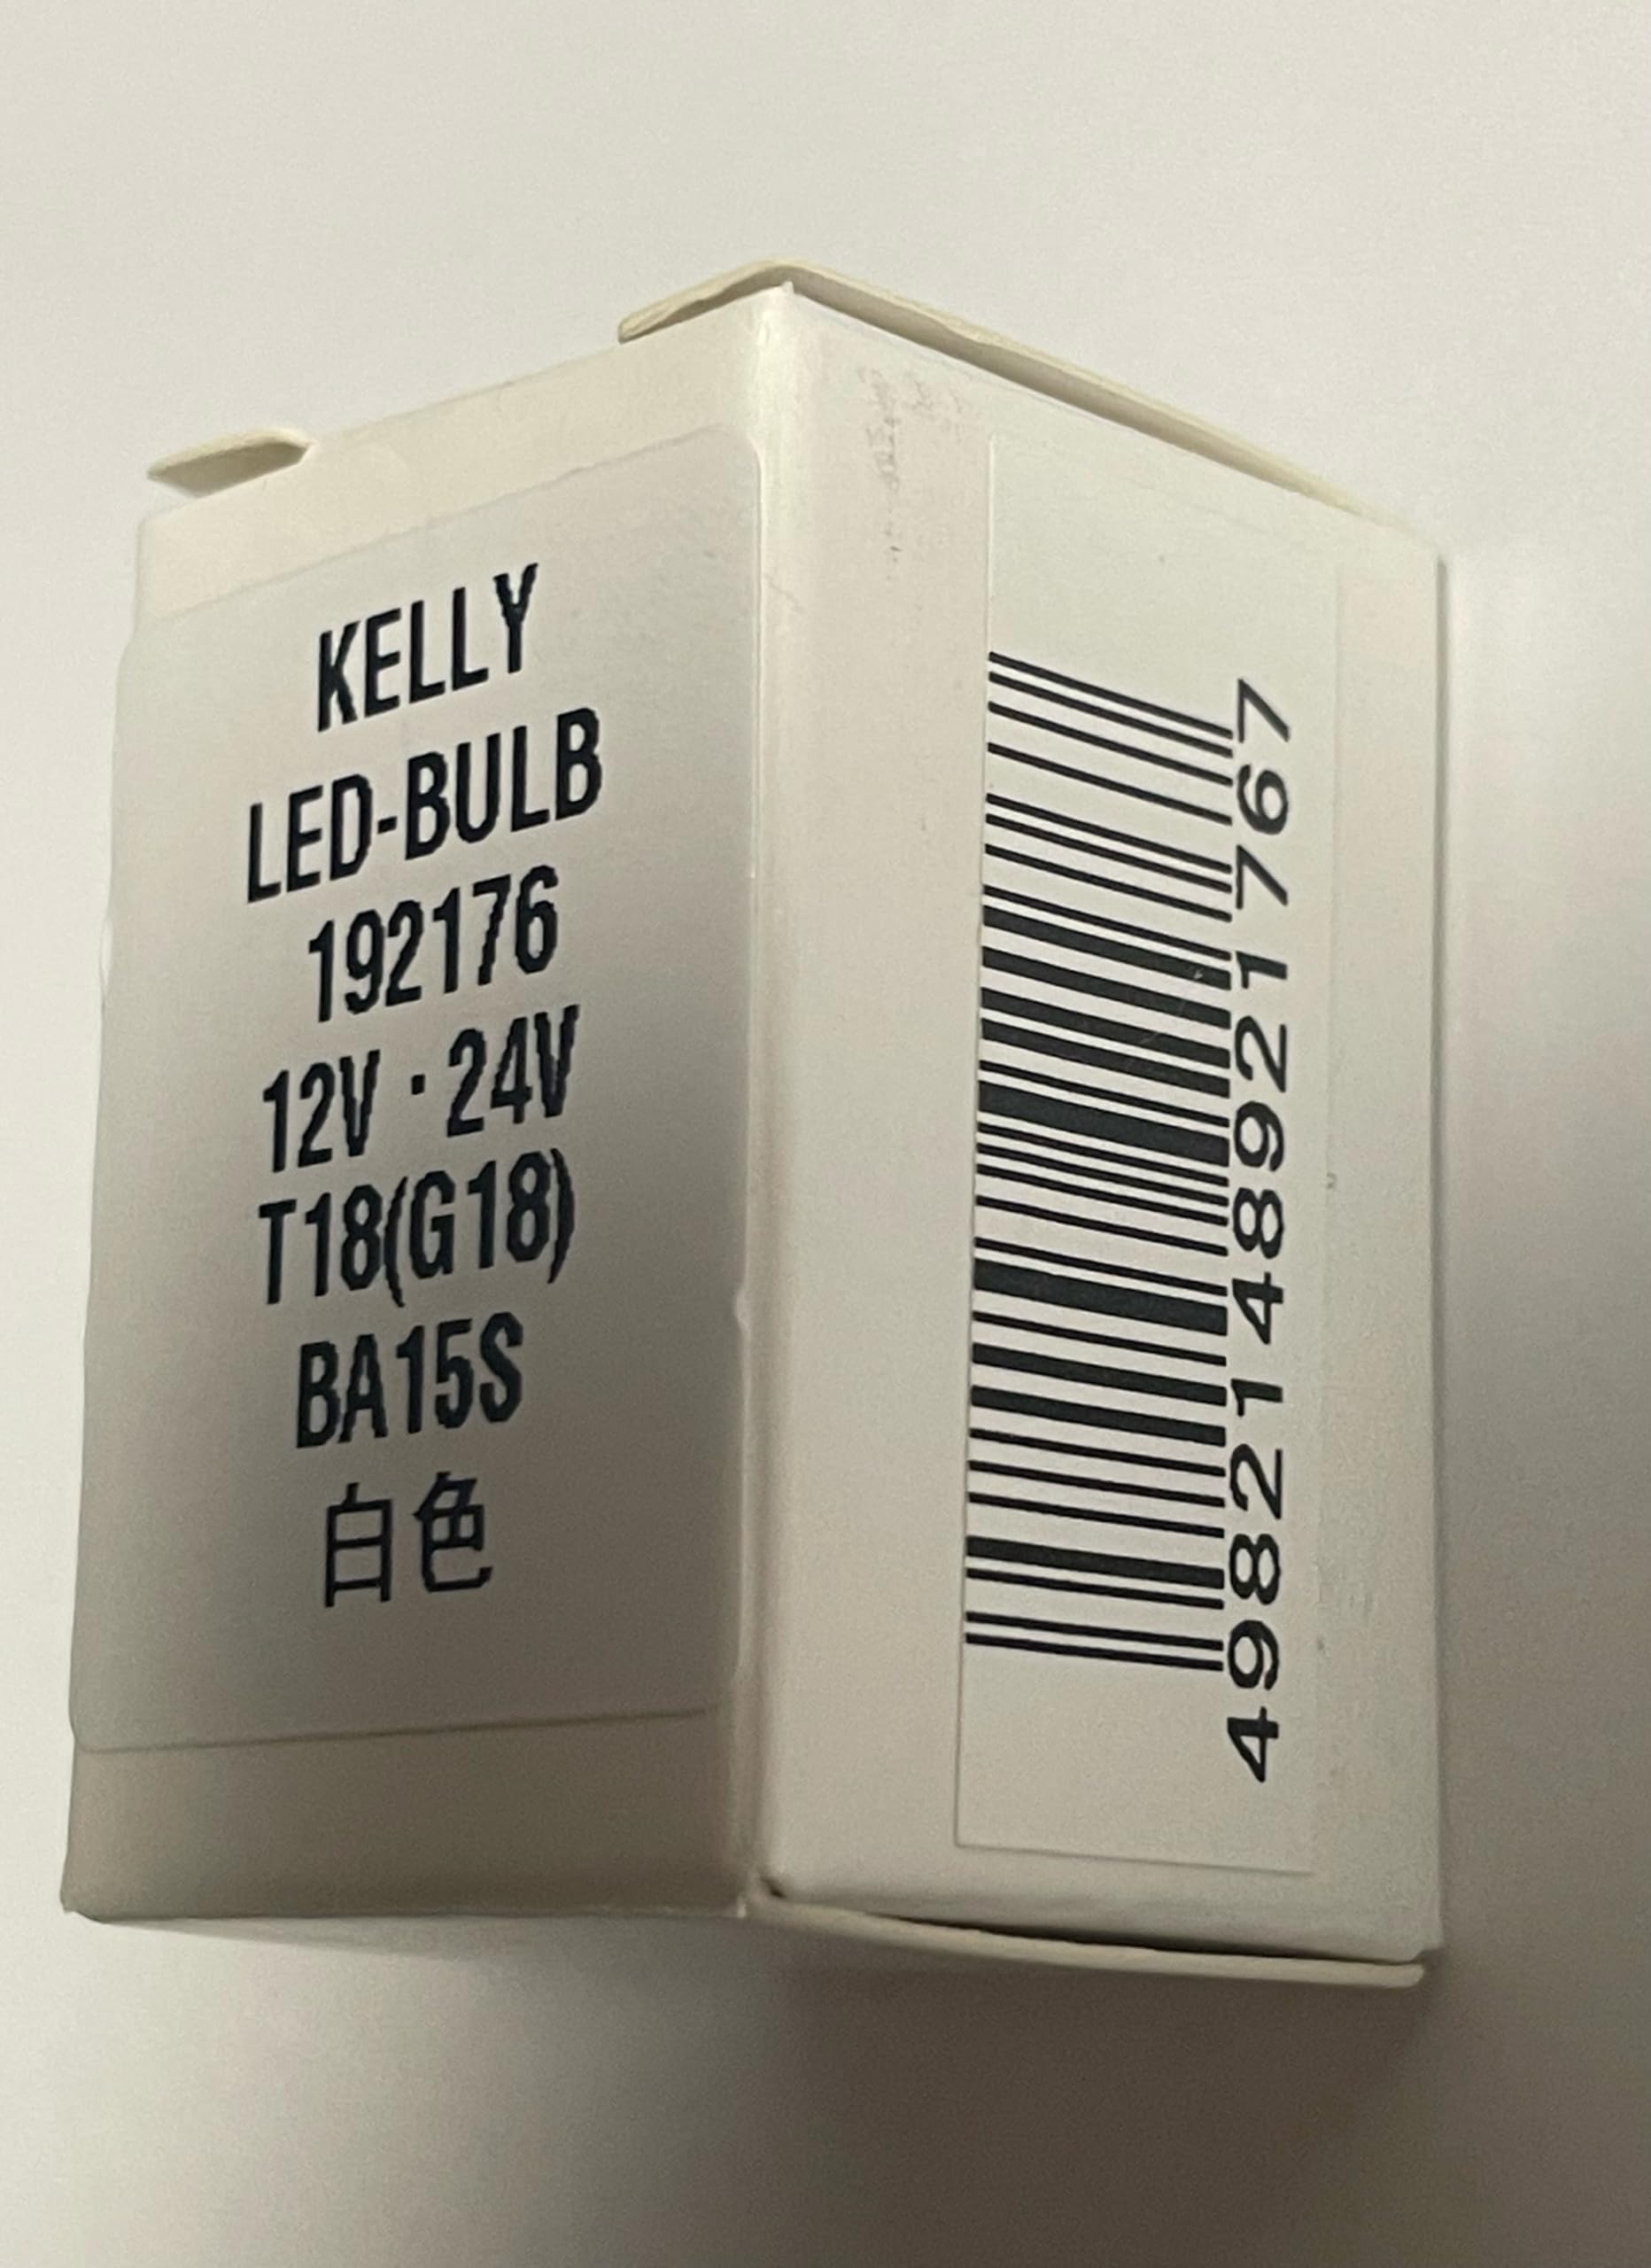 KELLY
LED-BULB
192176
12V・24V
T18(G18)
BA15S
白色
4982148921767